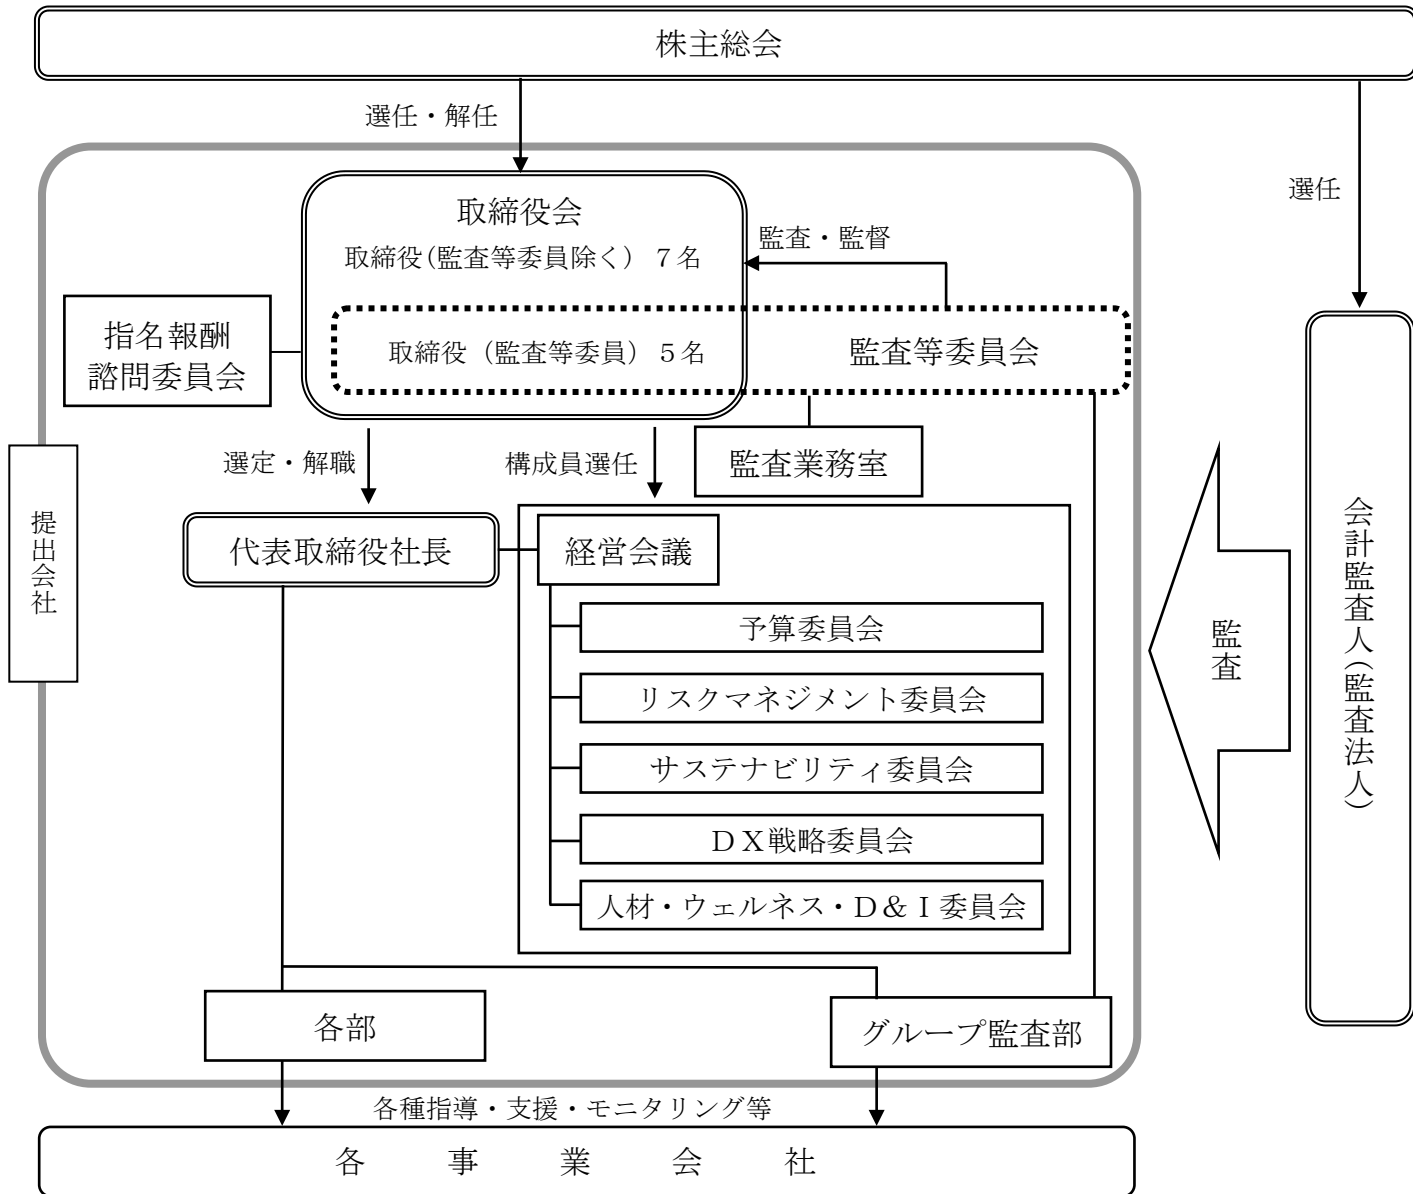 株主総会
選任・解任
選任
取締役会
取締役(監査等委員除く) ７名
監査・監督
指名報酬
諮問委員会
取締役（監査等委員）５名
監査等委員会
監査業務室
選定・解職
構成員選任
提出会社
代表取締役社長
経営会議
予算委員会
リスクマネジメント委員会
サステナビリティ委員会
ＤＸ戦略委員会
人材・ウェルネス・Ｄ＆Ｉ委員会
監査
会計監査人（監査法人）
各部
グループ監査部
各種指導・支援・モニタリング等
各　事　業　会　社